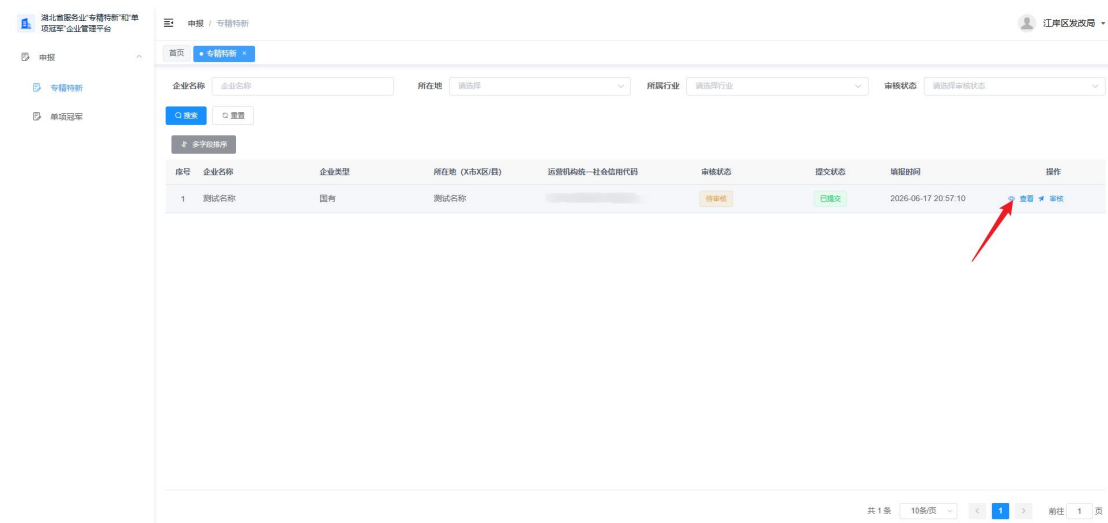 湖北省服务业“专精特新”和“单
项冠军”企业管理平台
申报 / 专精特新
江岸区发改局
申报
专精特新
单项冠军
首页 专精特新 ×
企业名称 企业名称 所在地 请选择 所属行业 请选择行业 审核状态 请选择审核状态
搜索 重置
多字段排序
序号 企业名称 企业类型 所在地（X市X区/县） 运营机构统一社会信用代码 审核状态 提交状态 填报时间 操作
1 测试名称 国有 测试名称 待审核 已提交 2026-06-17 20:57:10 查看 审核
共 1 条 10条/页 < 1 > 前往 1 页